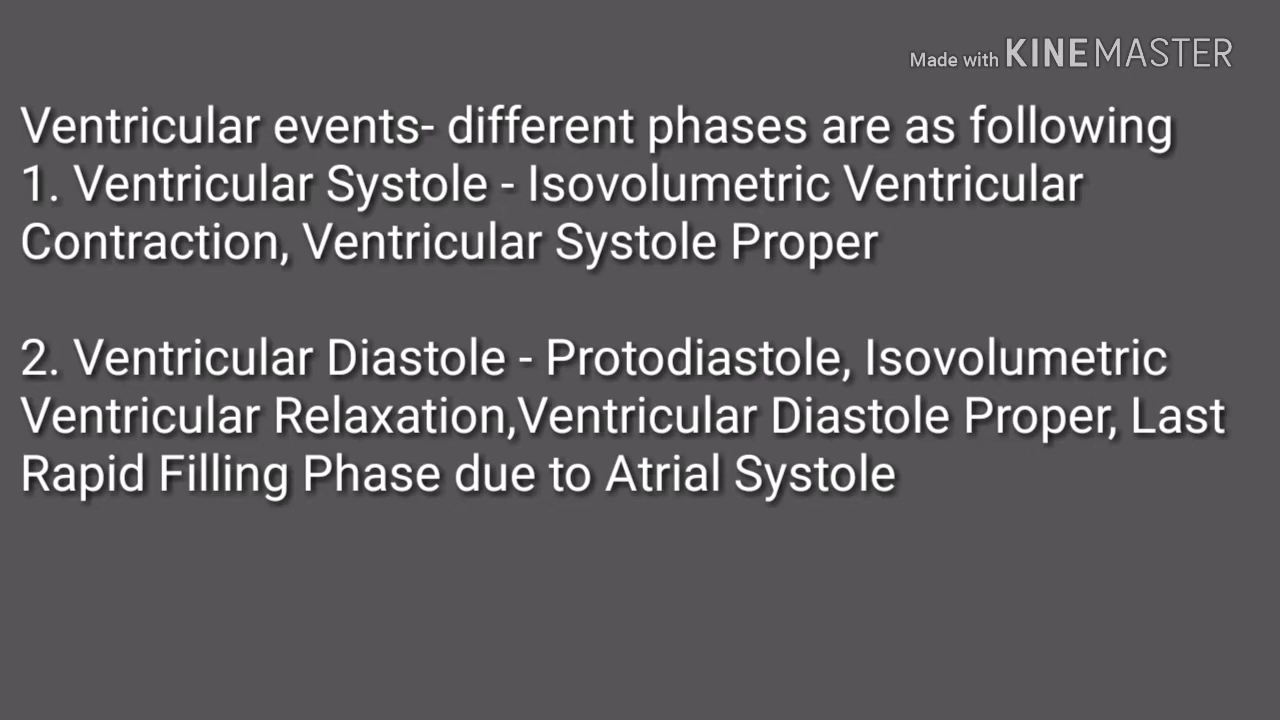 Made with KINEMASTER
Ventricular events- different phases are as following
1. Ventricular Systole - Isovolumetric Ventricular
Contraction, Ventricular Systole Proper
2. Ventricular Diastole - Protodiastole, Isovolumetric
Ventricular Relaxation,Ventricular Diastole Proper, Last
Rapid Filling Phase due to Atrial Systole